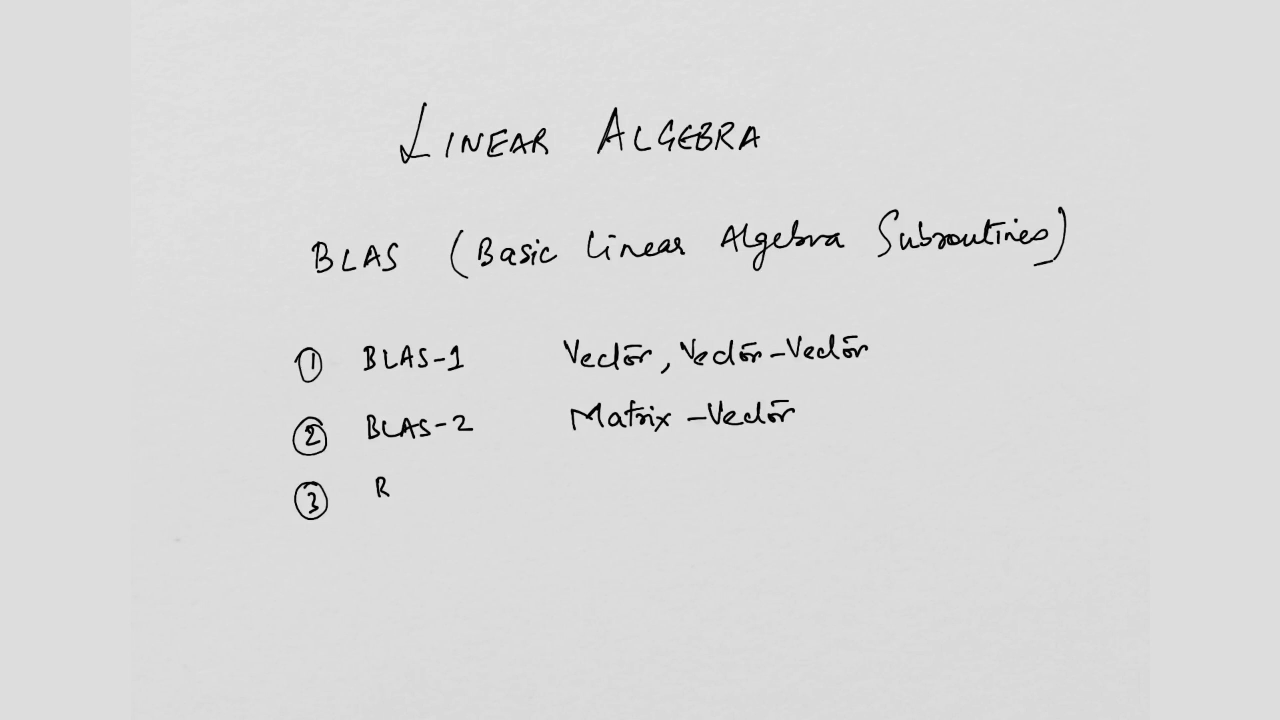 LINEAR ALGEBRA
BLAS (Basic Linear Algebra Subroutines)
① BLAS-1 Vector, Vector-Vector
② BLAS-2 Matrix-Vector
③ R